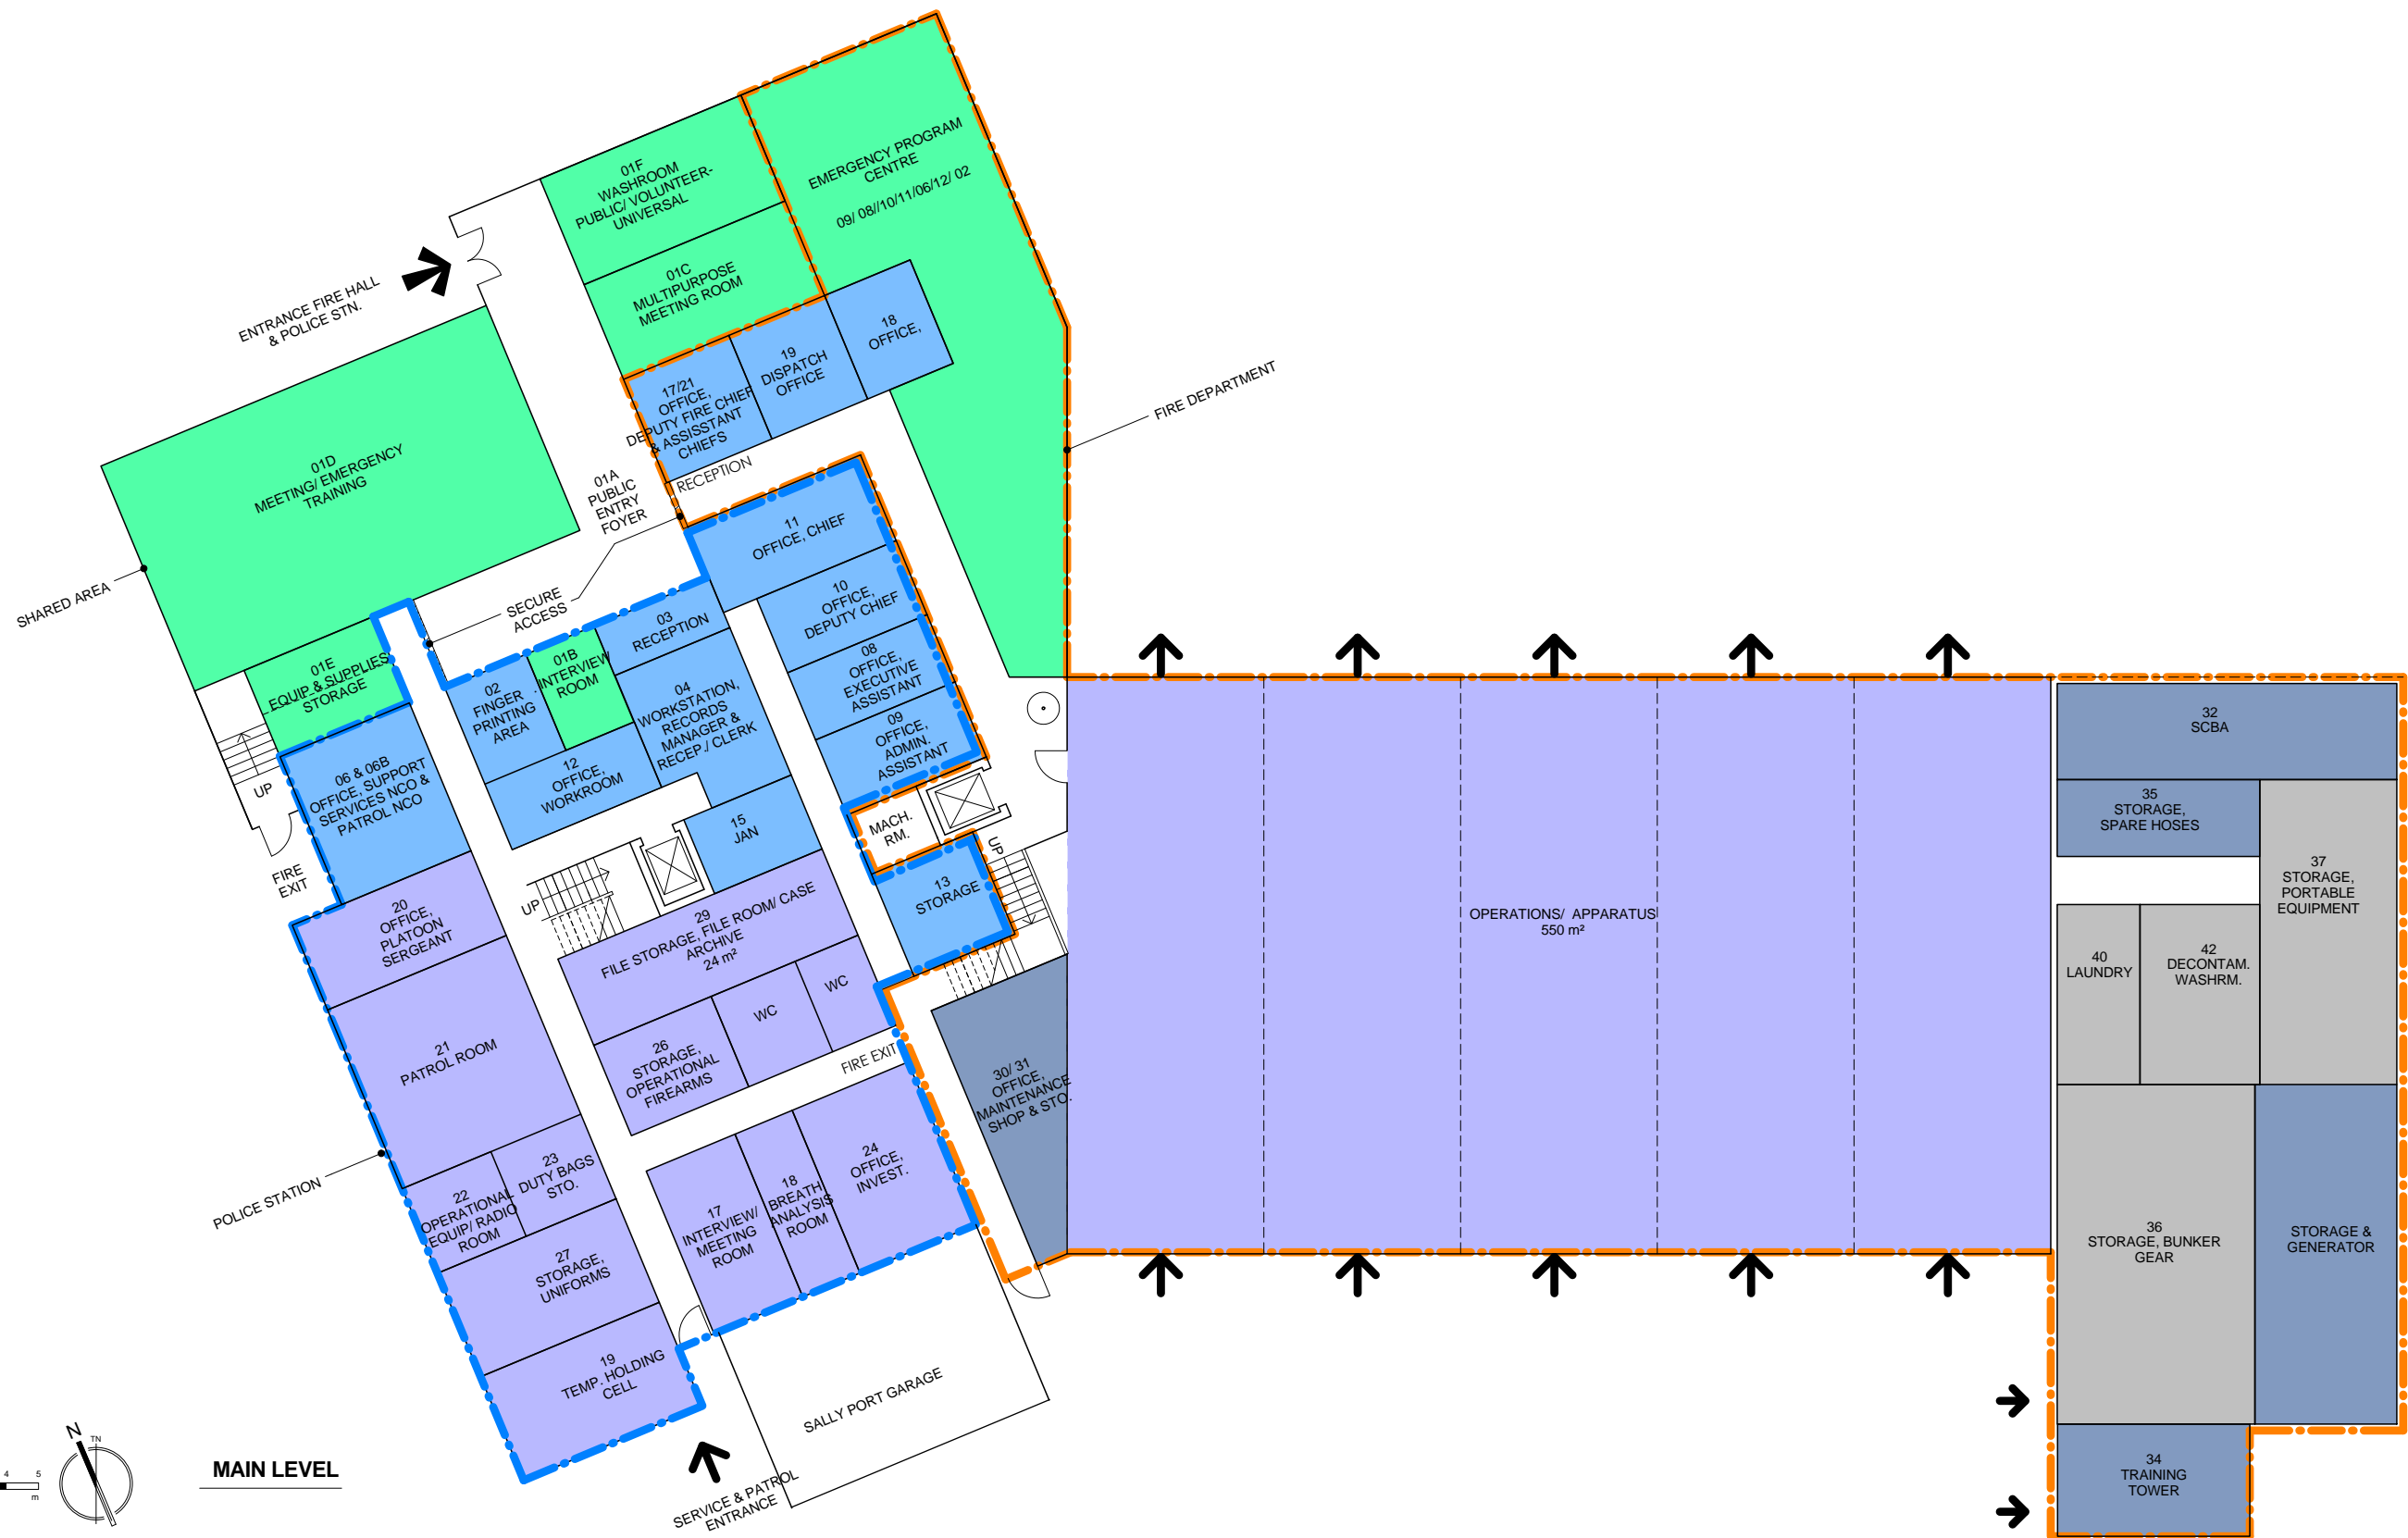 01F
WASHROOM
PUBLIC/ VOLUNTEER-
UNIVERSAL
EMERGENCY PROGRAM
CENTRE
09/ 08//10/11/06/12/ 02
01C
MULTIPURPOSE
MEETING ROOM
ENTRANCE FIRE HALL
& POLICE STN.
18
OFFICE,
19
DISPATCH
OFFICE
17/21
OFFICE,
DEPUTY FIRE CHIEF
& ASSISSTANT
CHIEFS
FIRE DEPARTMENT
RECEPTION
01D
MEETING/ EMERGENCY
TRAINING
01A
PUBLIC
ENTRY
FOYER
11
OFFICE, CHIEF
SHARED AREA
SECURE
ACCESS
10
OFFICE,
DEPUTY CHIEF
03
RECEPTION
01E
EQUIP & SUPPLIES
STORAGE
01B
INTERVIEW
ROOM
02
FINGER
PRINTING
AREA
08
OFFICE,
EXECUTIVE
ASSISTANT
04
WORKSTATION,
RECORDS
MANAGER &
RECEP./ CLERK
09
OFFICE,
ADMIN.
ASSISTANT
12
OFFICE,
WORKROOM
06 & 06B
OFFICE, SUPPORT
SERVICES NCO &
PATROL NCO
UP
15
JAN
MACH.
RM.
UP
FIRE
EXIT
13
STORAGE
UP
20
OFFICE,
PLATOON
SERGEANT
29
FILE STORAGE, FILE ROOM/ CASE
ARCHIVE
24 m²
WC
WC
21
PATROL ROOM
26
STORAGE,
OPERATIONAL
FIREARMS
FIRE EXIT
30/ 31
OFFICE,
MAINTENANCE
SHOP & STO.
OPERATIONS/ APPARATUS
550 m²
32
SCBA
35
STORAGE,
SPARE HOSES
37
STORAGE,
PORTABLE
EQUIPMENT
40
LAUNDRY
42
DECONTAM.
WASHRM.
36
STORAGE, BUNKER
GEAR
STORAGE &
GENERATOR
34
TRAINING
TOWER
POLICE STATION
23
DUTY BAGS
STO.
22
OPERATIONAL
EQUIP/ RADIO
ROOM
24
OFFICE,
INVEST.
18
BREATH
ANALYSIS
ROOM
17
INTERVIEW/
MEETING
ROOM
27
STORAGE,
UNIFORMS
19
TEMP. HOLDING
CELL
SALLY PORT GARAGE
SERVICE & PATROL
ENTRANCE
N
TN
4 5
m
MAIN LEVEL